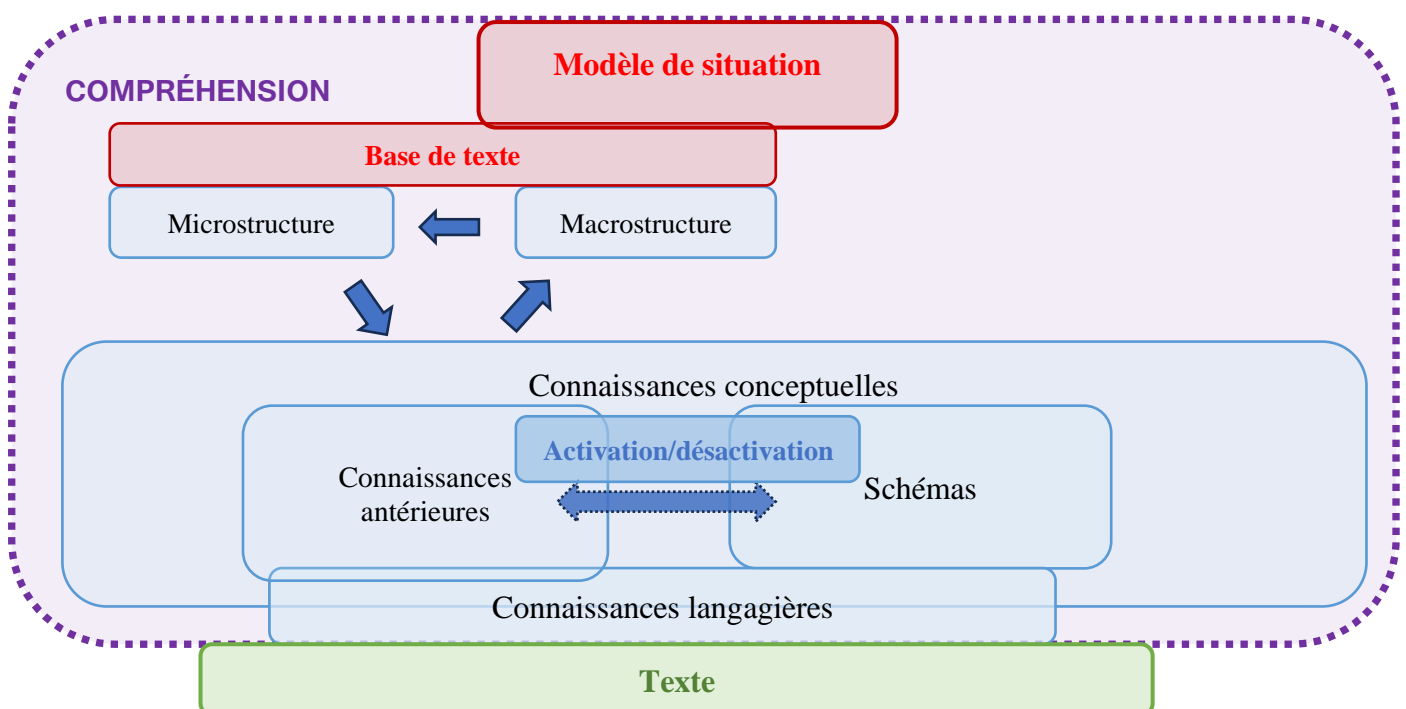 Modèle de situation
COMPRÉHENSION
Base de texte
Microstructure
Macrostructure
Connaissances conceptuelles
Activation/désactivation
Connaissances
antérieures
Schémas
Connaissances langagières
Texte